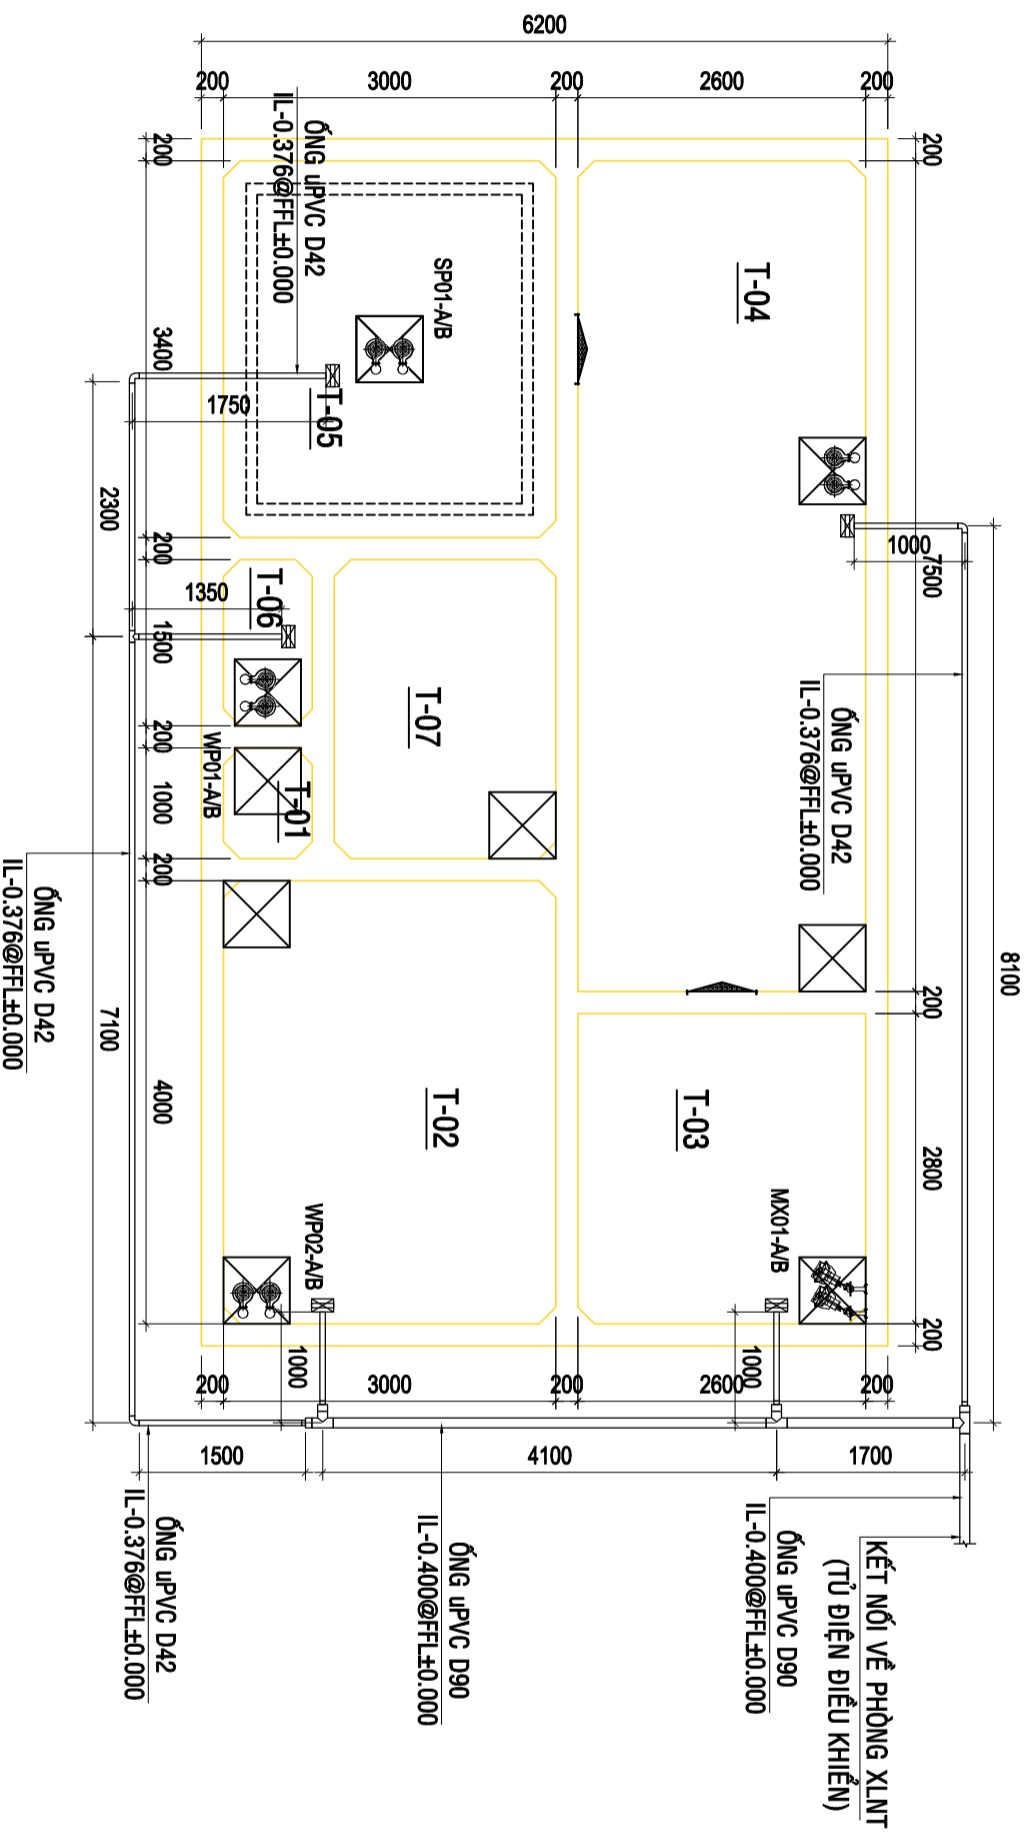 6200
200
3000
200
2600
200
200
ỐNG uPVC D42
IL-0.376@FFL±0.000
200
SP01-A/B
T-04
3400
1750
T-05
2300
200
1000
7500
1350
T-06
1500
T-07
ỐNG uPVC D42
IL-0.376@FFL±0.000
200
WP01-A/B
T-01
1000
200
8100
ỐNG uPVC D42
IL-0.376@FFL±0.000
7100
4000
T-02
T-03
200
2800
WP02-A/B
MX01-A/B
200
1000
1000
200
3000
200
2600
200
1500
4100
1700
ỐNG uPVC D42
IL-0.376@FFL±0.000
ỐNG uPVC D90
IL-0.400@FFL±0.000
ỐNG uPVC D90
IL-0.400@FFL±0.000
KẾT NỐI VỀ PHÒNG XLNT
(TỦ ĐIỆN ĐIỀU KHIỂN)